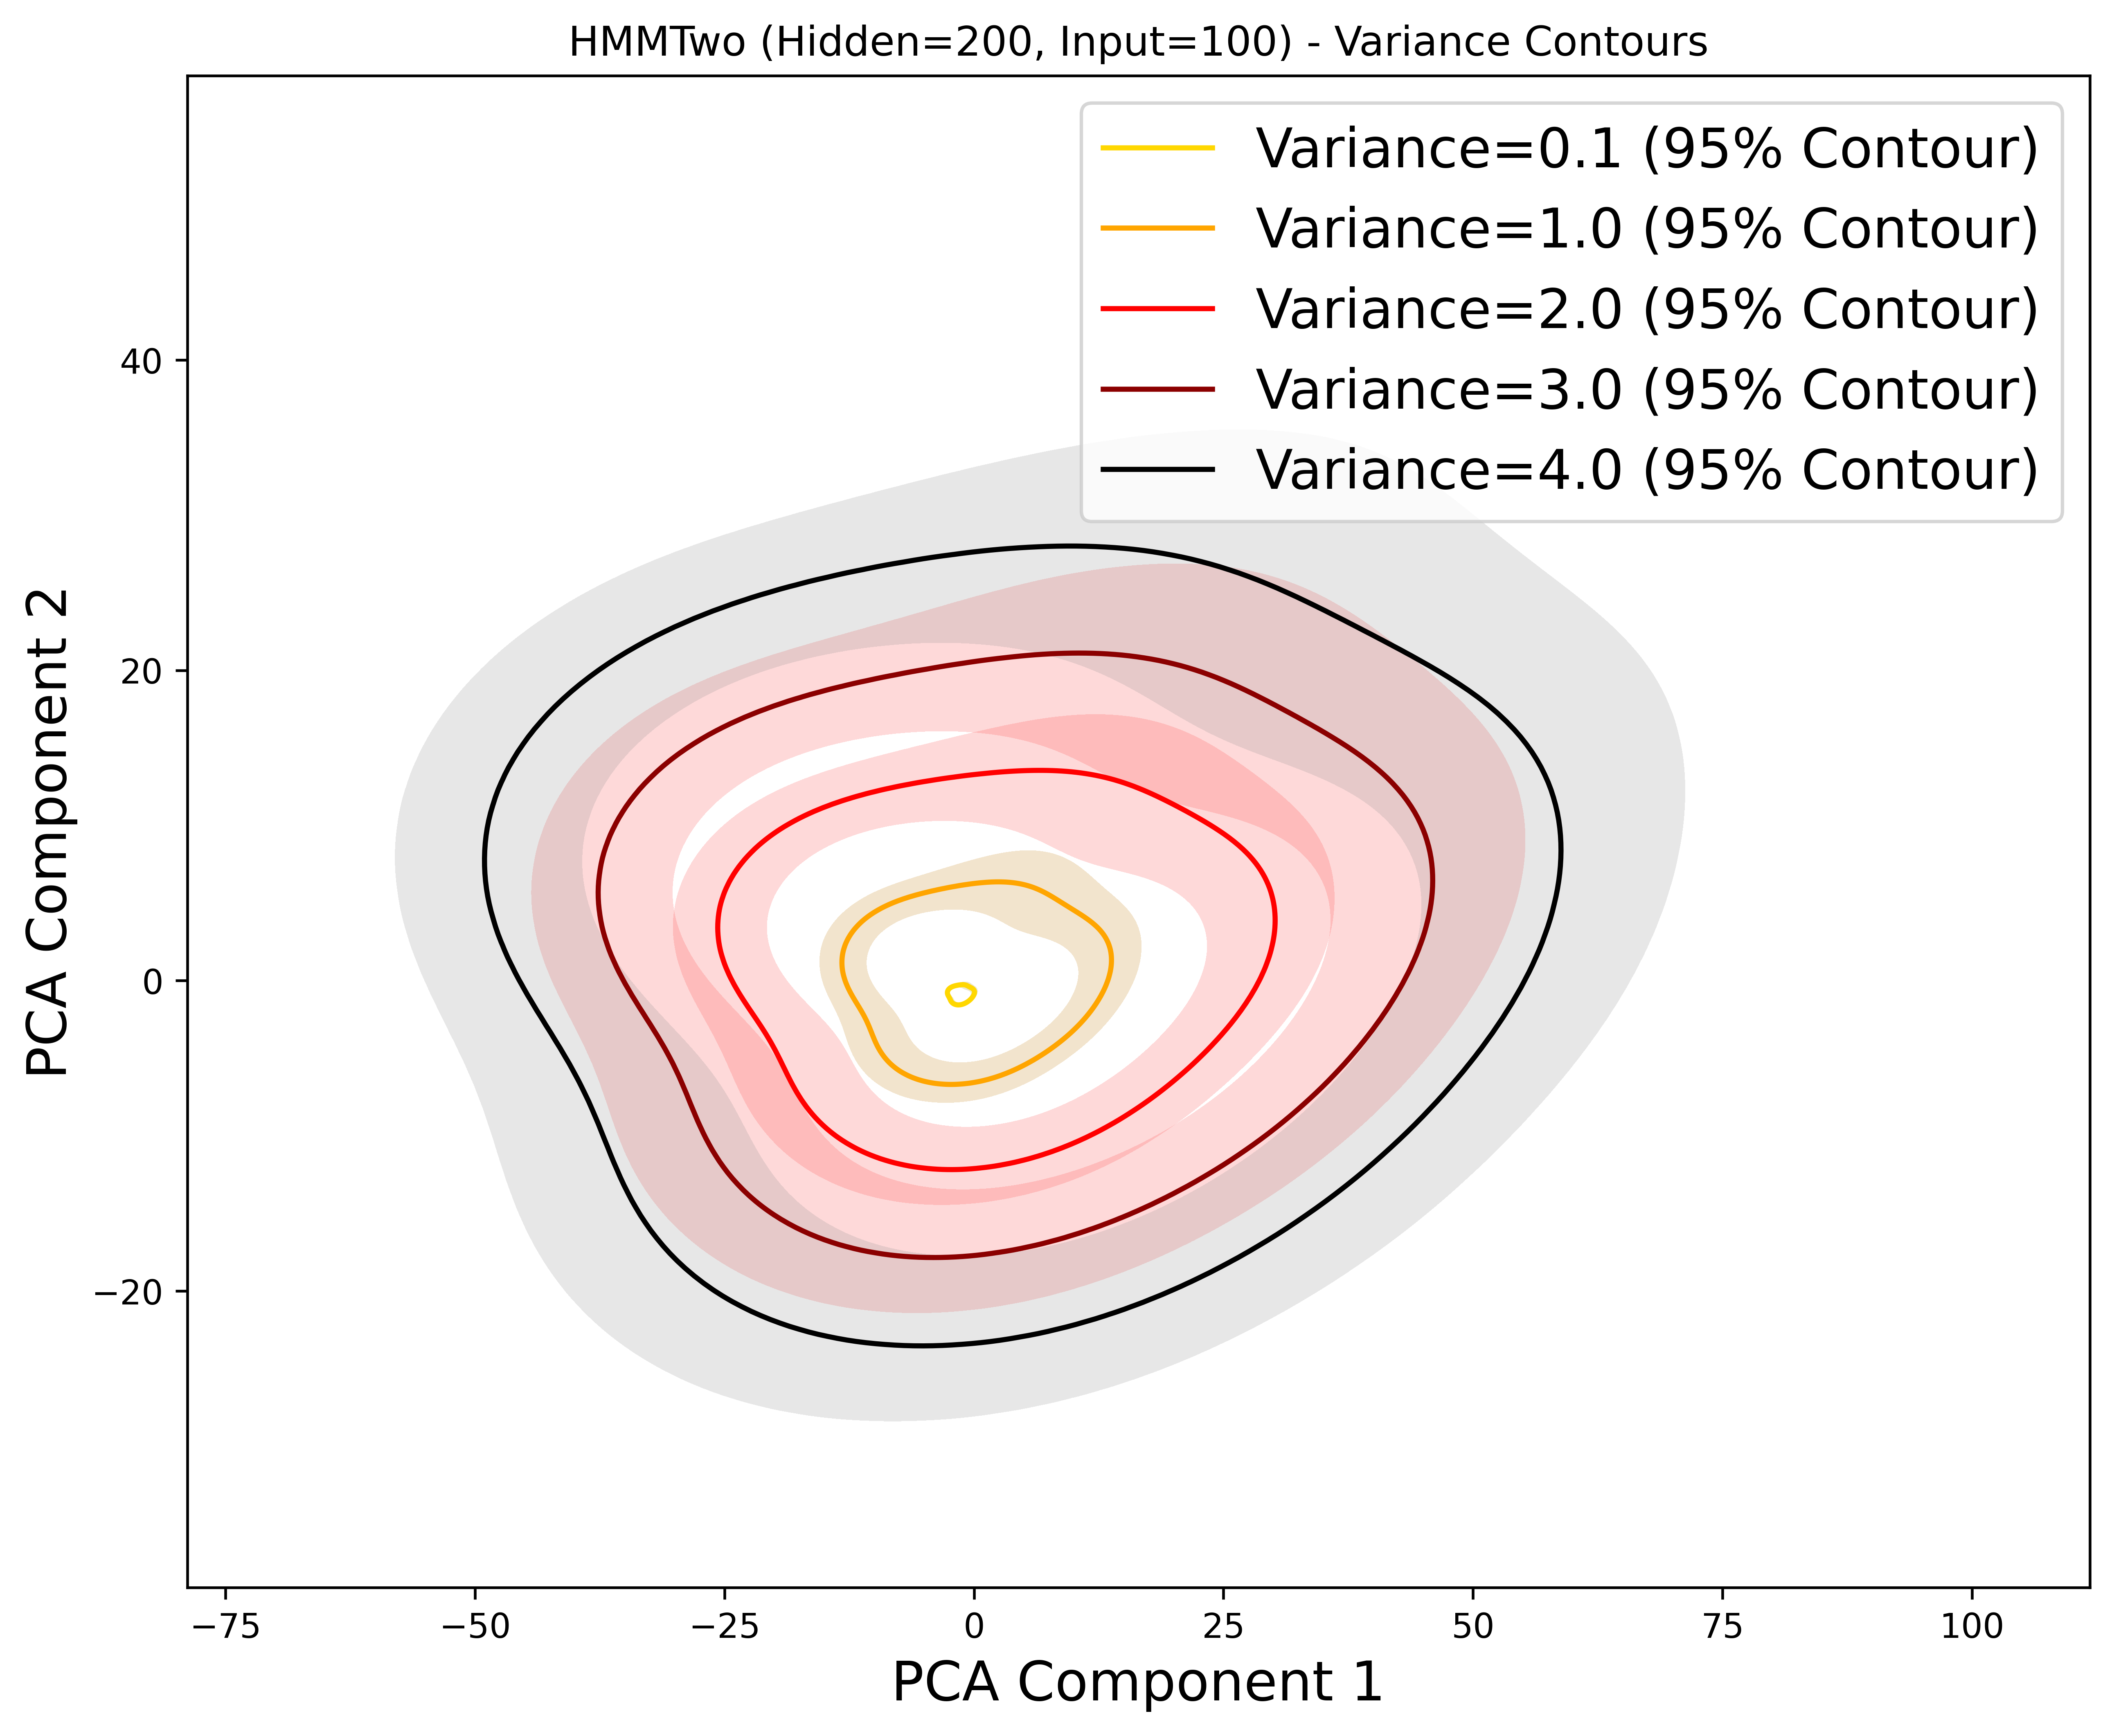 HMMTwo (Hidden=200, Input=100) - Variance Contours
Variance=0.1 (95% Contour)
Variance=1.0 (95% Contour)
Variance=2.0 (95% Contour)
Variance=3.0 (95% Contour)
Variance=4.0 (95% Contour)
PCA Component 2
40
20
0
−20
−75 −50 −25 0 25 50 75 100
PCA Component 1